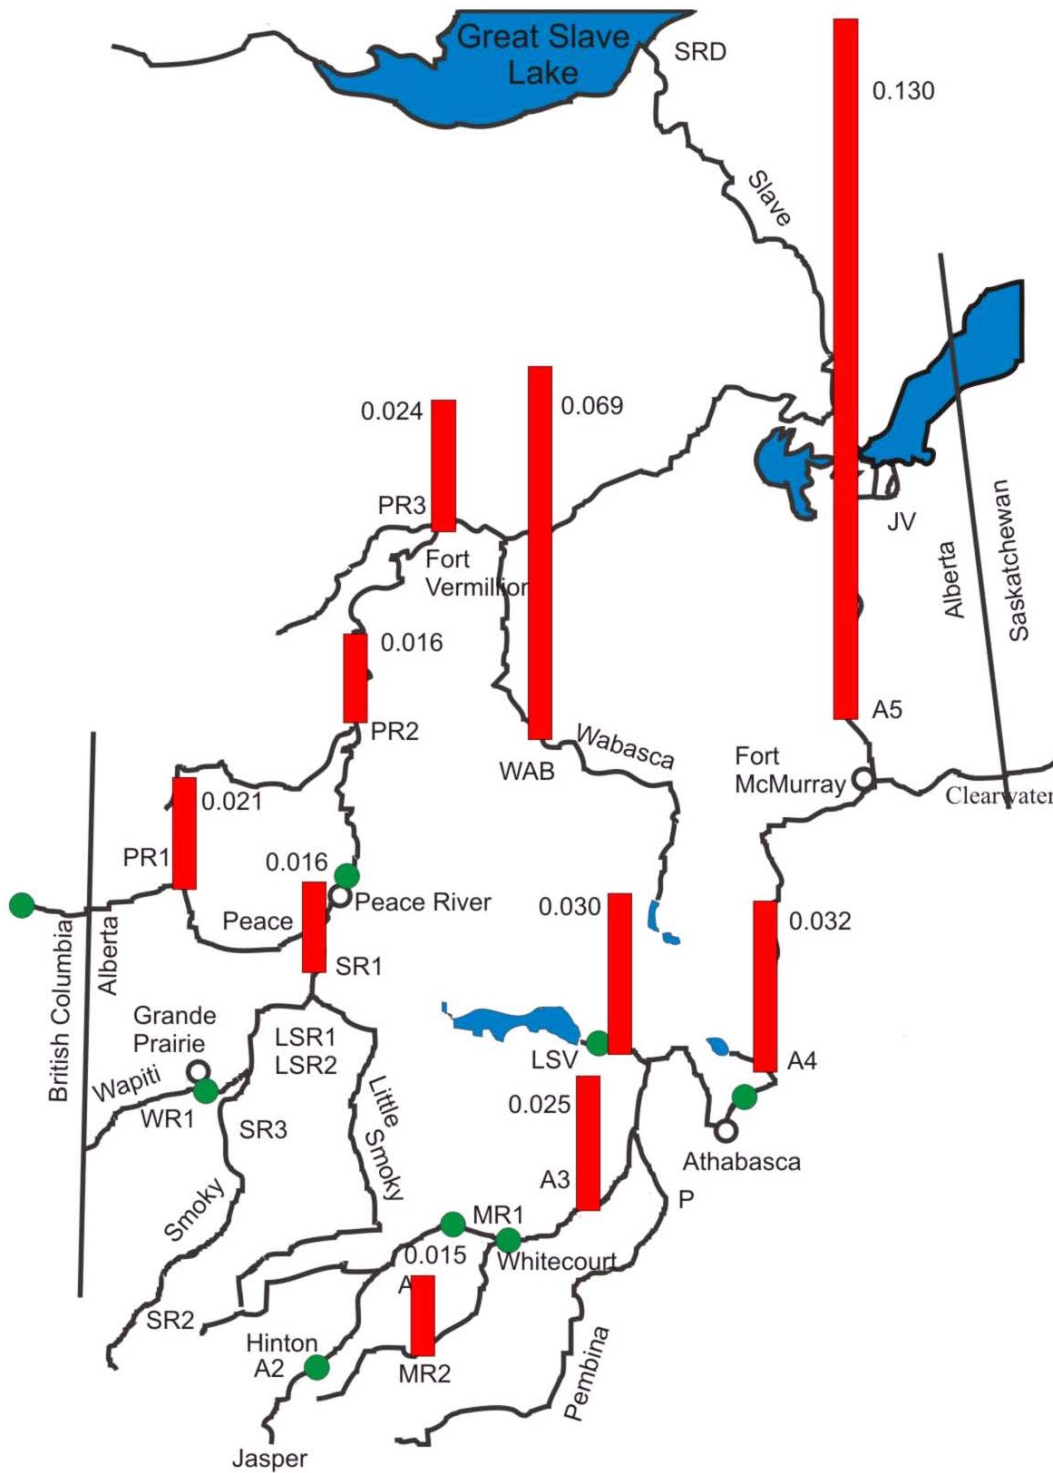 Great Slave
Lake
SRD
0.130
Slave
0.024
0.069
PR3
JV
Fort
Vermillion
Alberta
Saskatchewan
0.016
PR2
A5
WAB
Wabasca
Fort
McMurray
Clearwater
0.021
PR1
0.016
Peace River
Peace
SR1
0.030
0.032
British Columbia
Alberta
Grande
Prairie
LSR1
LSR2
LSV
A4
Wapiti
WR1
SR3
Little
Smoky
0.025
Athabasca
A3
P
Smoky
MR1
Whitecourt
0.015
A
SR2
Hinton
A2
MR2
Pembina
Jasper